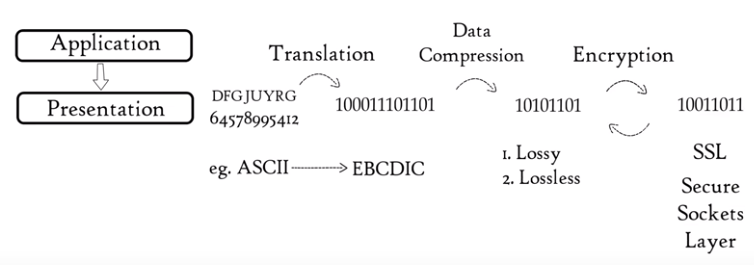 Application
Presentation
Translation
DFGJUYRG
64578995412
100011101101
eg. ASCII
EBCDIC
Data
Compression
10101101
1. Lossy
2. Lossless
Encryption
10011011
SSL
Secure
Sockets
Layer